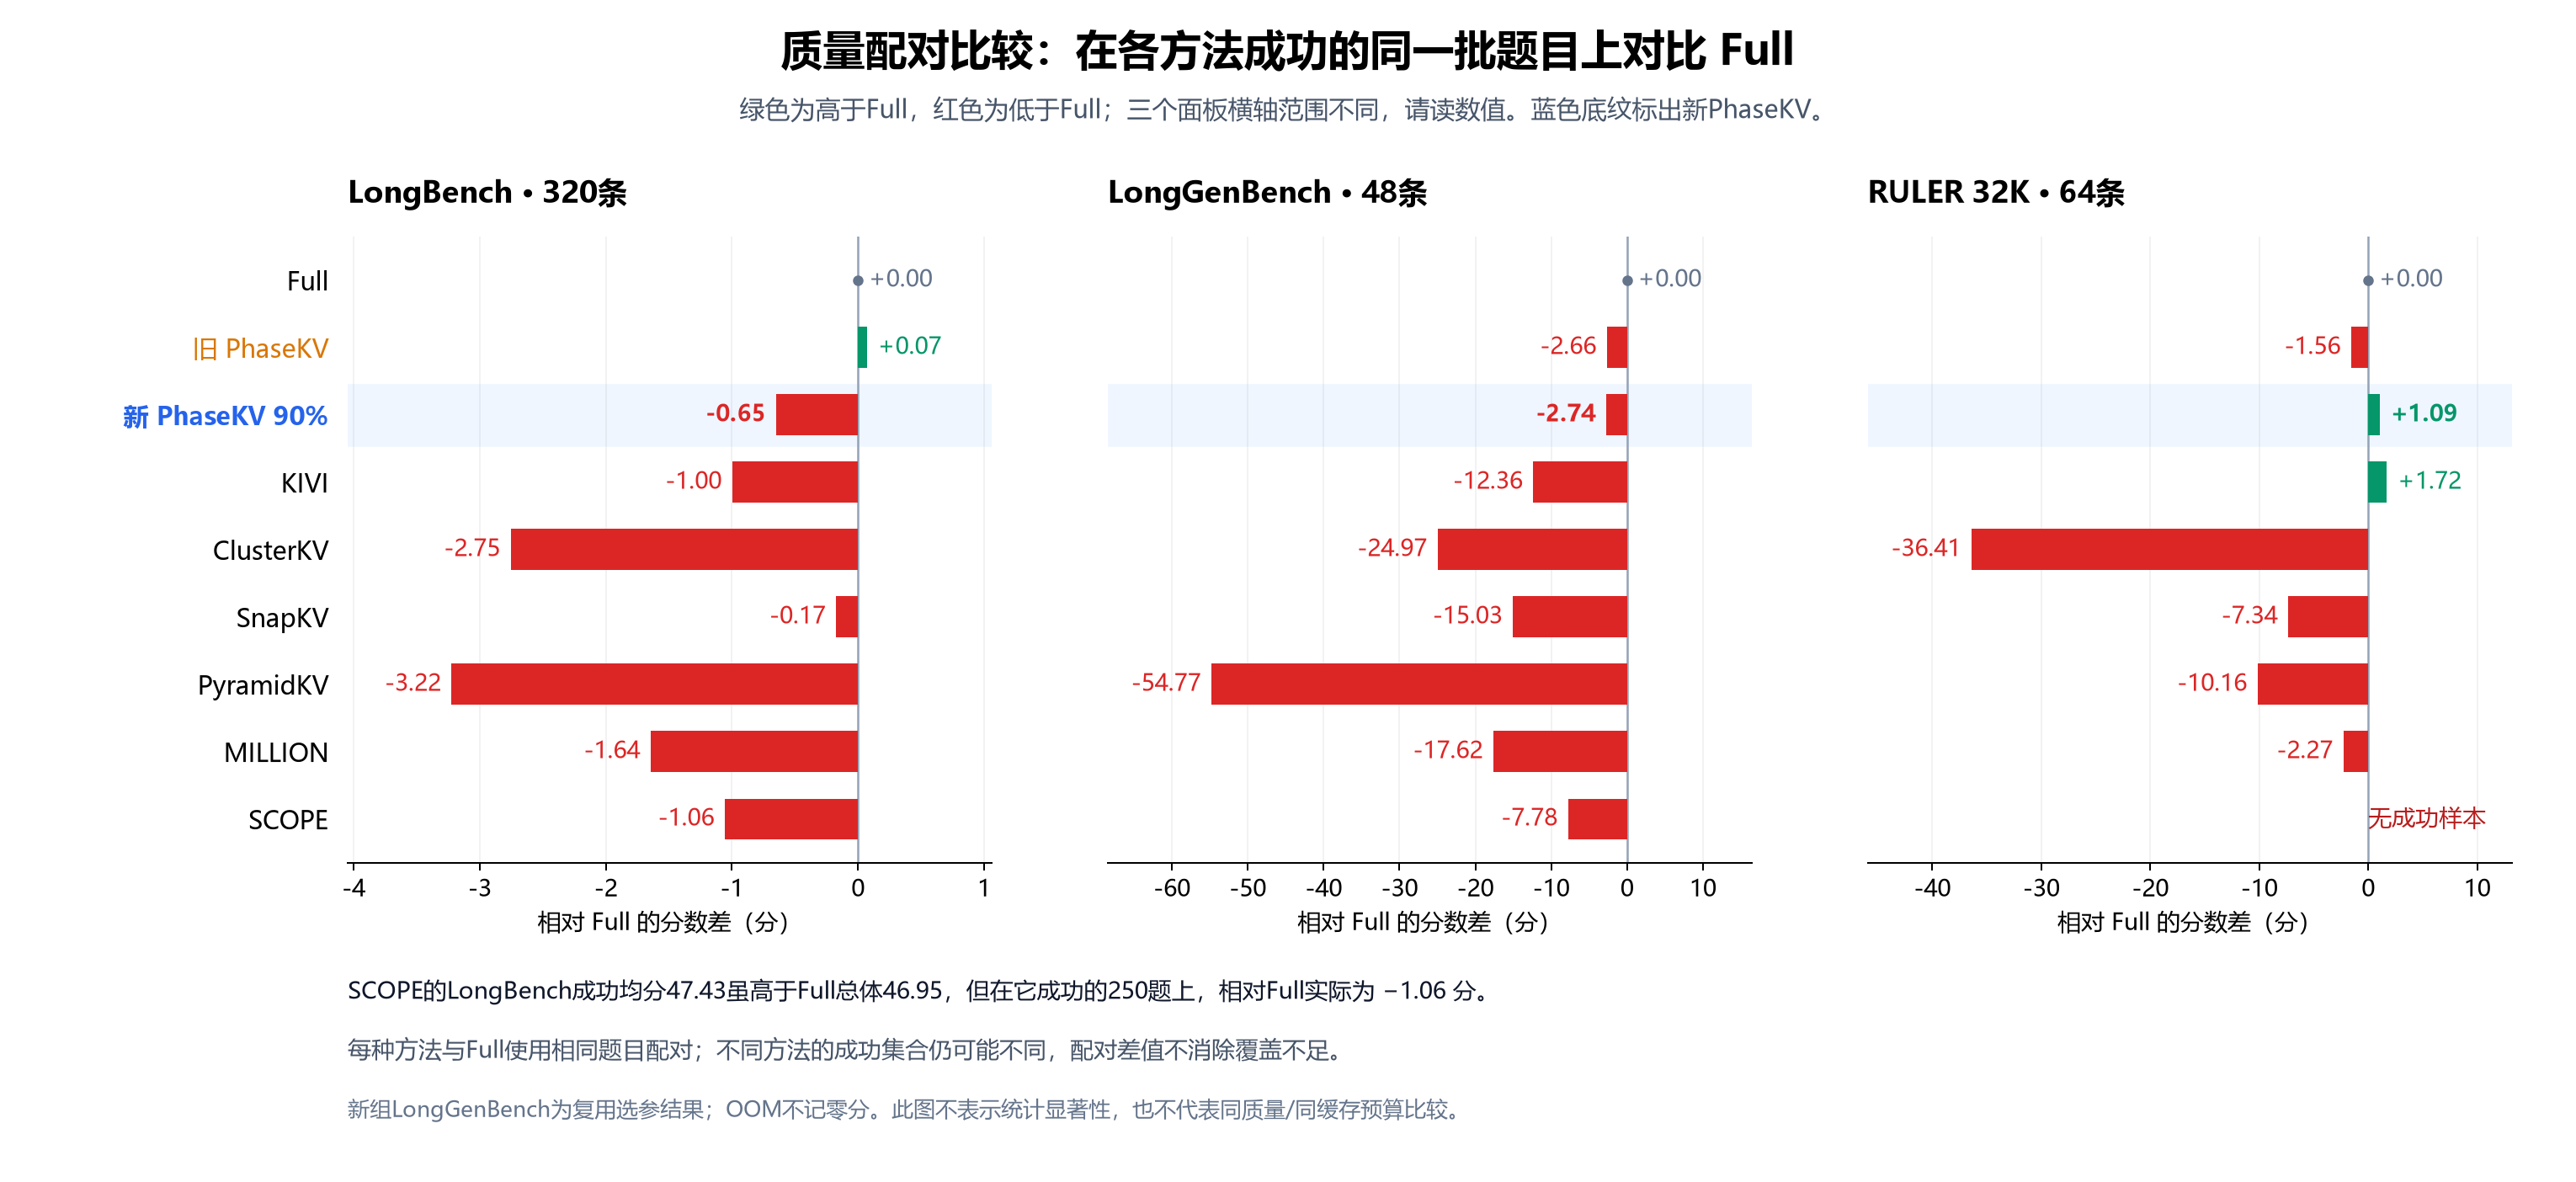 质量配对比较：在各方法成功的同一批题目上对比 Full
绿色为高于Full，红色为低于Full；三个面板横轴范围不同，请读数值。蓝色底纹标出新PhaseKV。
LongBench • 320条
LongGenBench • 48条
RULER 32K • 64条
Full +0.00 +0.00 +0.00
旧 PhaseKV +0.07 -2.66 -1.56
新 PhaseKV 90% -0.65 -2.74 +1.09
KIVI -1.00 -12.36 +1.72
ClusterKV -2.75 -24.97 -36.41
SnapKV -0.17 -15.03 -7.34
PyramidKV -3.22 -54.77 -10.16
MILLION -1.64 -17.62 -2.27
SCOPE -1.06 -7.78 无成功样本
-4 -3 -2 -1 0 1
-60 -50 -40 -30 -20 -10 0 10
-40 -30 -20 -10 0 10
相对 Full 的分数差（分）
相对 Full 的分数差（分）
相对 Full 的分数差（分）
SCOPE的LongBench成功均分47.43虽高于Full总体46.95，但在它成功的250题上，相对Full实际为 −1.06 分。
每种方法与Full使用相同题目配对；不同方法的成功集合仍可能不同，配对差值不消除覆盖不足。
新组LongGenBench为复用选参结果；OOM不记零分。此图不表示统计显著性，也不代表同质量/同缓存预算比较。